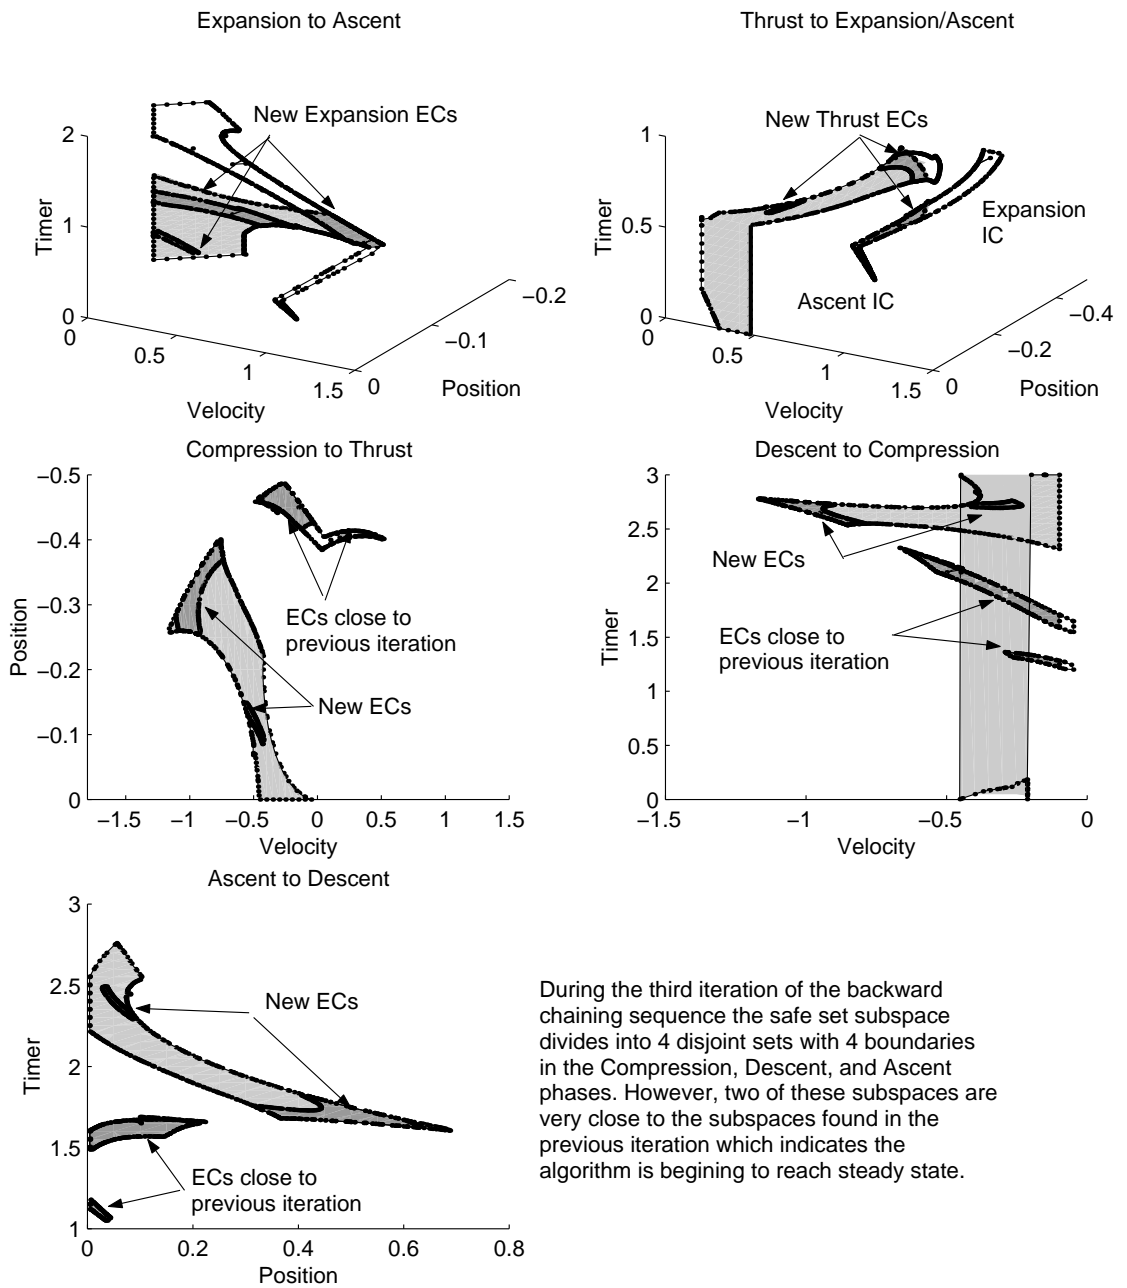 Expansion to Ascent
New Expansion ECs
2
1
0
Timer
0
0.5
1
1.5
Velocity
0
−0.1
−0.2
Position
Thrust to Expansion/Ascent
New Thrust ECs
1
0.5
0
Timer
Expansion
IC
Ascent IC
0
0.5
1
1.5
Velocity
0
−0.2
−0.4
Position
Compression to Thrust
−0.5
−0.4
−0.3
−0.2
−0.1
0
Position
ECs close to
previous iteration
New ECs
−1.5
−1
−0.5
0
0.5
1
1.5
Velocity
Descent to Compression
3
2.5
2
1.5
1
0.5
0
Timer
New ECs
ECs close to
previous iteration
−1.5
−1
−0.5
0
Velocity
Ascent to Descent
3
2.5
2
1.5
1
Timer
New ECs
ECs close to
previous iteration
0
0.2
0.4
0.6
0.8
Position
During the third iteration of the backward
chaining sequence the safe set subspace
divides into 4 disjoint sets with 4 boundaries
in the Compression, Descent, and Ascent
phases. However, two of these subspaces are
very close to the subspaces found in the
previous iteration which indicates the
algorithm is begining to reach steady state.